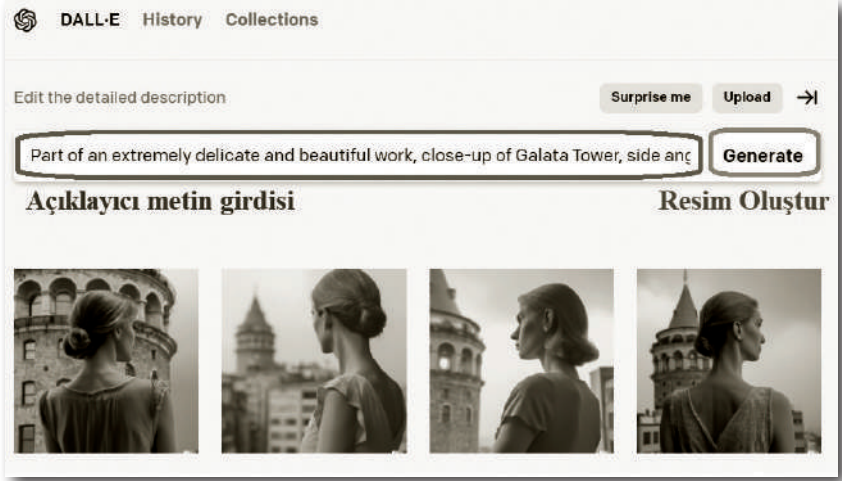 DALL·E History Collections
Edit the detailed description
Surprise me Upload
Part of an extremely delicate and beautiful work, close-up of Galata Tower, side ang
Generate
Açıklayıcı metin girdisi
Resim Oluştur